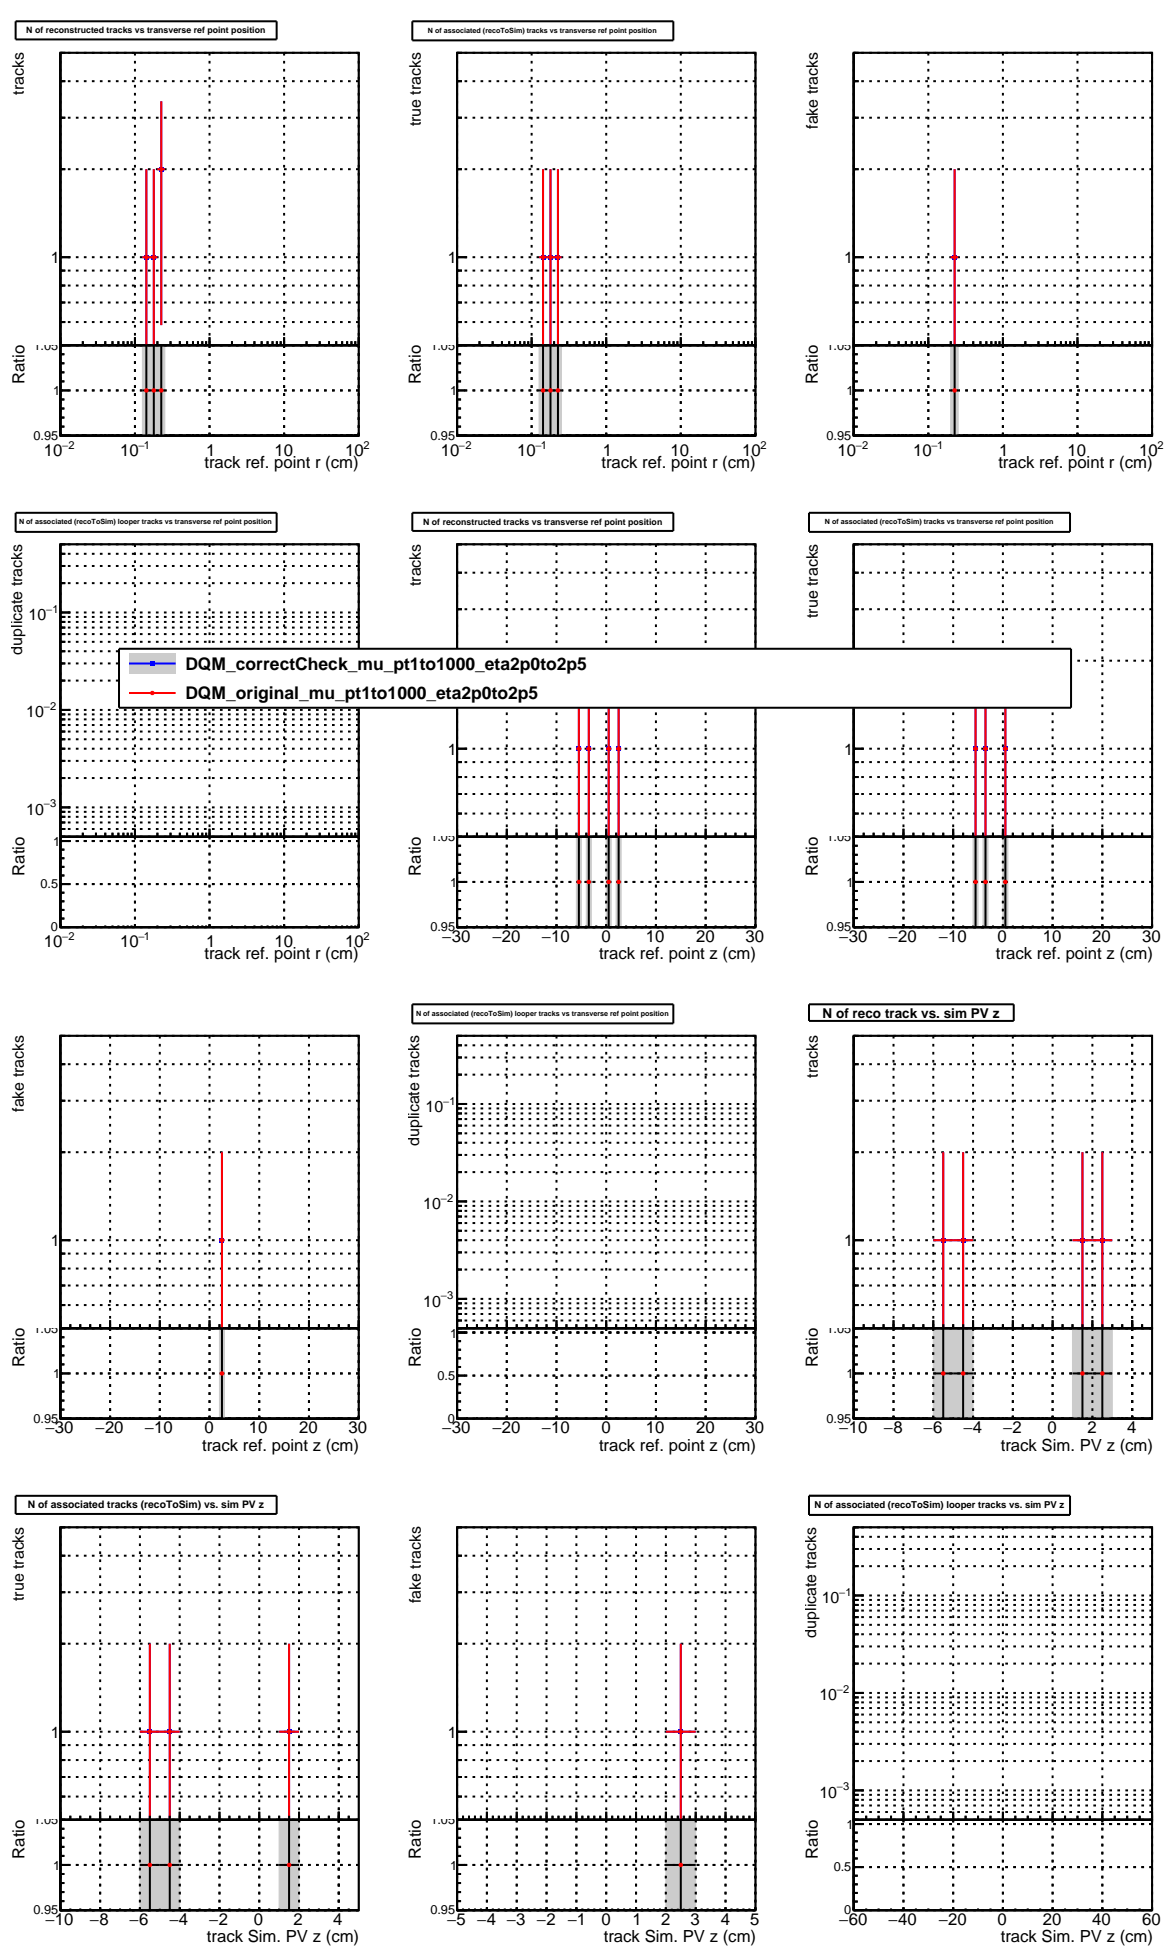 N of reconstructed tracks vs transverse ref point position
tracks
1
Ratio
1.05
1
0.95
10−2 10−1 1 10 102
track ref. point r (cm)
N of associated (recoToSim) tracks vs transverse ref point position
true tracks
1
Ratio
1.05
1
0.95
10−2 10−1 1 10 102
track ref. point r (cm)
fake tracks
1
Ratio
1.05
1
0.95
10−2 10−1 1 10 102
track ref. point r (cm)
N of associated (recoToSim) looper tracks vs transverse ref point position
duplicate tracks
10−1
10−2
10−3
Ratio
1
0.5
0
10−2 10−1 1 10 102
track ref. point r (cm)
N of reconstructed tracks vs transverse ref point position
tracks
1
Ratio
1.05
1
0.95
−30 −20 −10 0 10 20 30
track ref. point z (cm)
N of associated (recoToSim) tracks vs transverse ref point position
true tracks
1
Ratio
1.05
1
0.95
−30 −20 −10 0 10 20 30
track ref. point z (cm)
DQM_correctCheck_mu_pt1to1000_eta2p0to2p5
DQM_original_mu_pt1to1000_eta2p0to2p5
fake tracks
1
Ratio
1.05
1
0.95
−30 −20 −10 0 10 20 30
track ref. point z (cm)
N of associated (recoToSim) looper tracks vs transverse ref point position
duplicate tracks
10−1
10−2
10−3
Ratio
1
0.5
0
−30 −20 −10 0 10 20 30
track ref. point z (cm)
N of reco track vs. sim PV z
tracks
1
Ratio
1.05
1
0.95
−10 −8 −6 −4 −2 0 2 4
track Sim. PV z (cm)
N of associated tracks (recoToSim) vs. sim PV z
true tracks
1
Ratio
1.05
1
0.95
−10 −8 −6 −4 −2 0 2 4
track Sim. PV z (cm)
fake tracks
1
Ratio
1.05
1
0.95
−5 −4 −3 −2 −1 0 1 2 3 4 5
track Sim. PV z (cm)
N of associated (recoToSim) looper tracks vs. sim PV z
duplicate tracks
10−1
10−2
10−3
Ratio
1
0.5
0
−60 −40 −20 0 20 40 60
track Sim. PV z (cm)